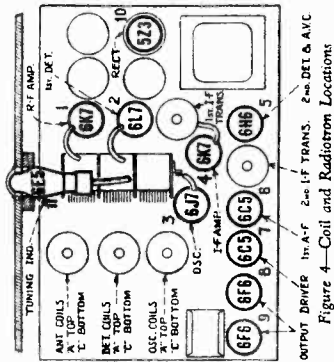 TUNING IND.
6E5
R-F AMP.
1
6K7
1st DET.
2
6L7
RECT.
10
5Z3
ANT COILS
"A" TOP
"C" BOTTOM
DET. COILS
"A" TOP
"C" BOTTOM
OSC. COILS
"A" TOP
"C" BOTTOM
3
6J7
OSC.
4
6K7
I-F AMP.
1st I-F
TRANS.
9
6F6
8
6F6
7
6C5
6
6C5
5
6H6
OUTPUT
DRIVER
1st A-F
2nd I-F TRANS.
2nd DET. & A.V.C.
Figure 4—Coil and Radiotron Locations